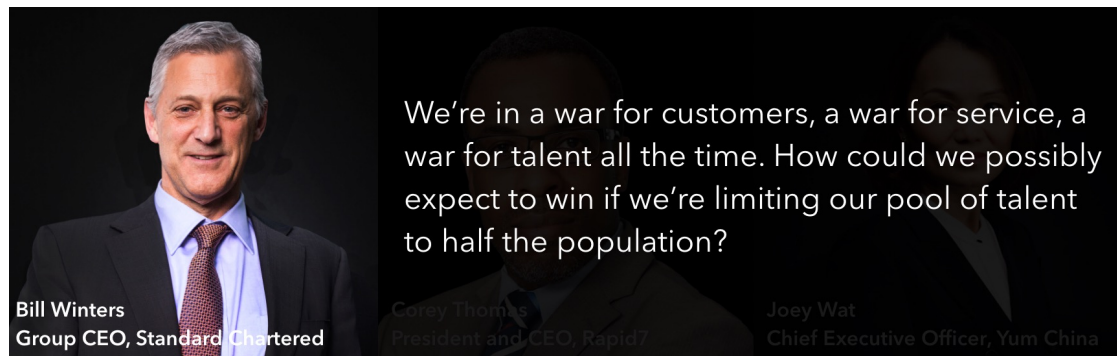 We’re in a war for customers, a war for service, a
war for talent all the time. How could we possibly
expect to win if we’re limiting our pool of talent
to half the population?
Bill Winters
Group CEO, Standard Chartered
Corey Thomas
President and CEO, Rapid7
Joey Wat
Chief Executive Officer, Yum China